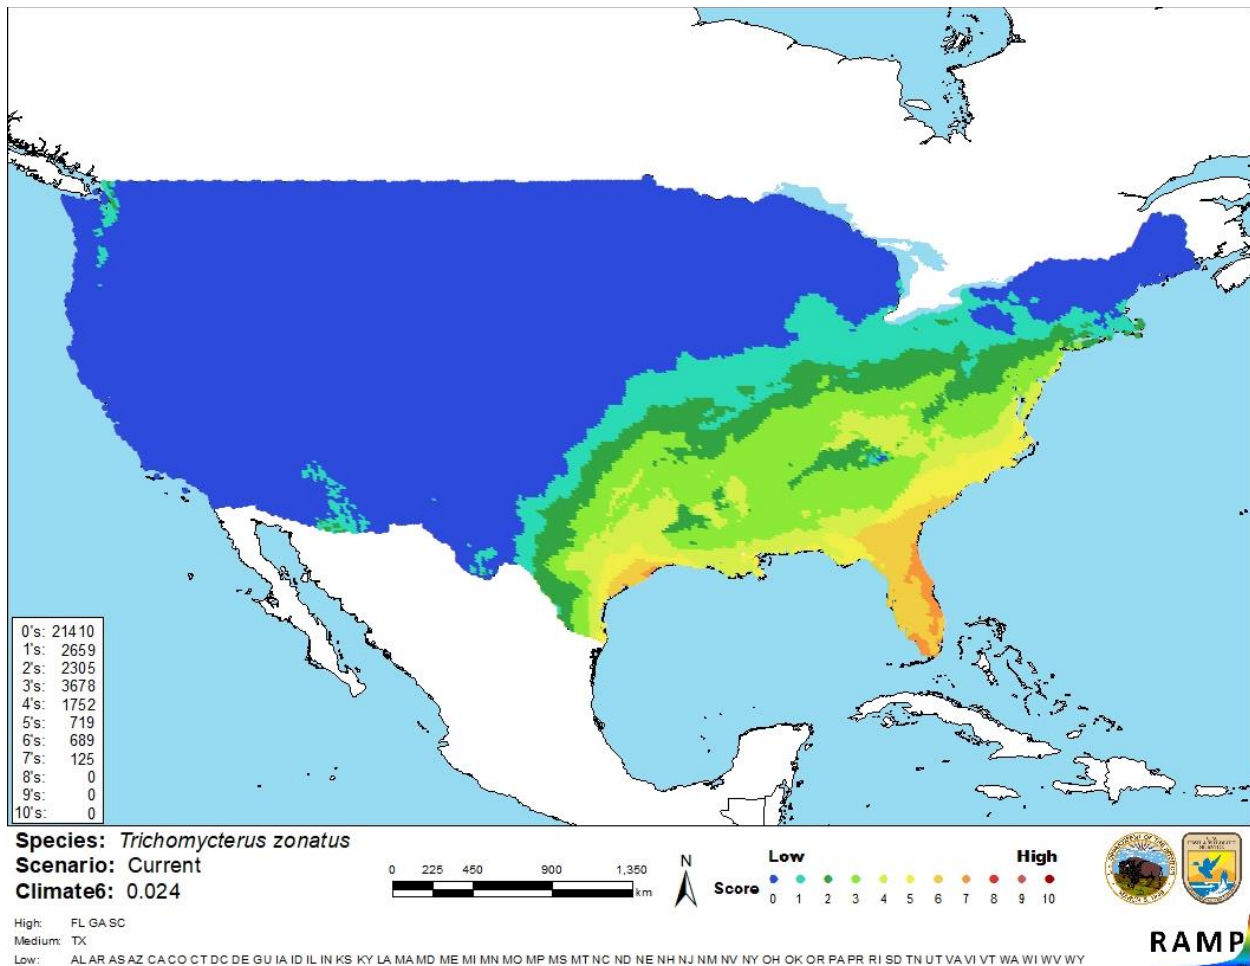 0's: 21410
1's: 2659
2's: 2305
3's: 3678
4's: 1752
5's: 719
6's: 689
7's: 125
8's: 0
9's: 0
10's: 0
Species: Trichomycterus zonatus
Scenario: Current
Climate6: 0.024
0 225 450 900 1,350
km
N
Low High
Score
0 1 2 3 4 5 6 7 8 9 10
RAMP
High: FL GA SC
Medium: TX
Low: AL AR AS AZ CA CO CT DC DE GU IA ID IL IN KS KY LA MA MD ME MI MN MO MP MS MT NC ND NE NH NJ NM NV NY OH OK OR PA PR RI SD TN UT VA VI VT WA WI WV WY